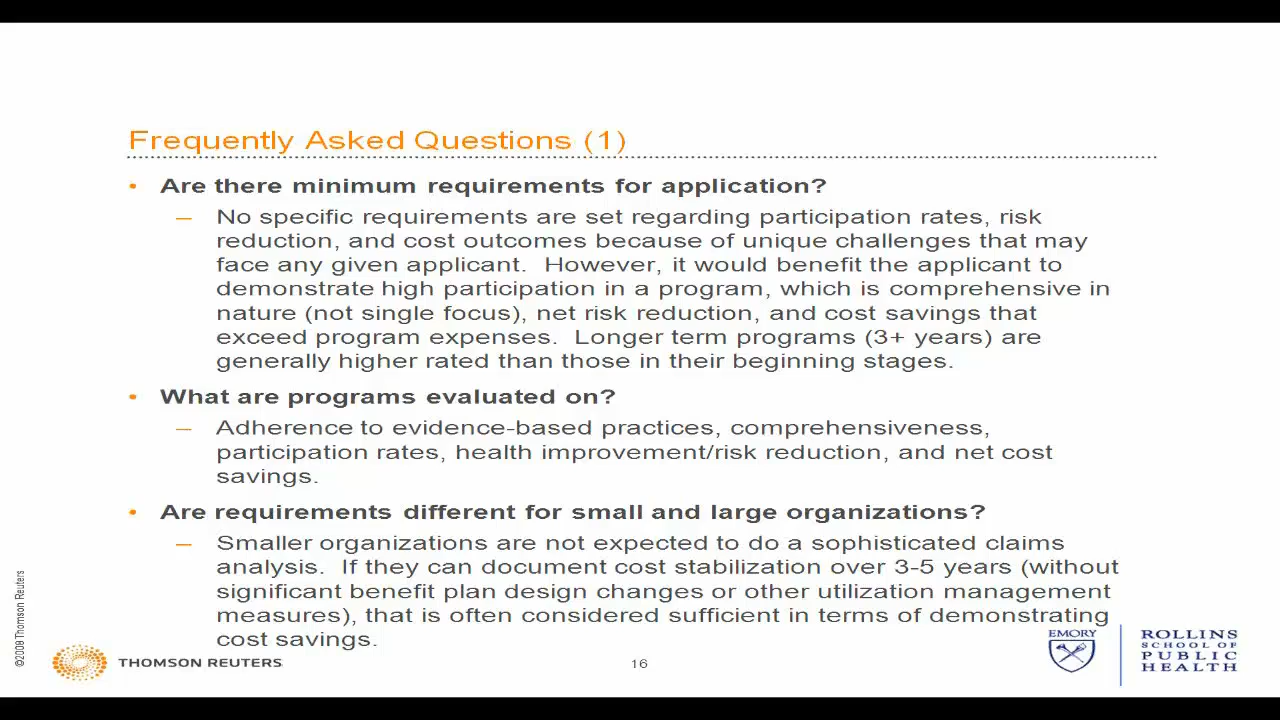 Frequently Asked Questions (1)
• Are there minimum requirements for application?
— No specific requirements are set regarding participation rates, risk
reduction, and cost outcomes because of unique challenges that may
face any given applicant.  However, it would benefit the applicant to
demonstrate high participation in a program, which is comprehensive in
nature (not single focus), net risk reduction, and cost savings that
exceed program expenses.  Longer term programs (3+ years) are
generally higher rated than those in their beginning stages.
• What are programs evaluated on?
— Adherence to evidence-based practices, comprehensiveness,
participation rates, health improvement/risk reduction, and net cost
savings.
• Are requirements different for small and large organizations?
— Smaller organizations are not expected to do a sophisticated claims
analysis.  If they can document cost stabilization over 3-5 years (without
significant benefit plan design changes or other utilization management
measures), that is often considered sufficient in terms of demonstrating
cost savings.
©2008 Thomson Reuters
THOMSON REUTERS
16
EMORY
ROLLINS
SCHOOL OF
PUBLIC
HEALTH